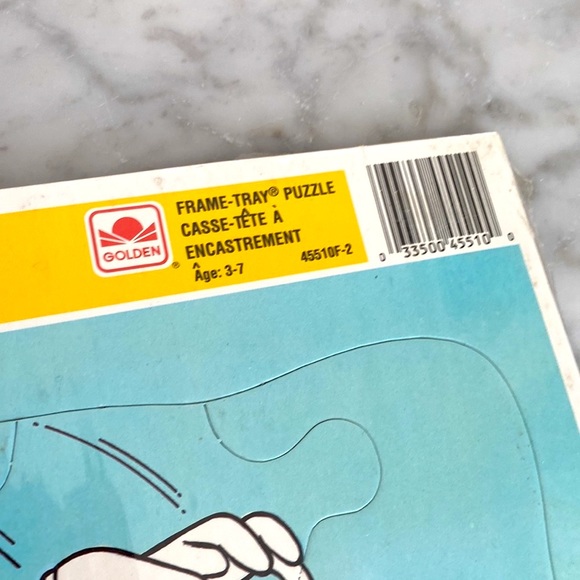 GOLDEN
®
FRAME-TRAY® PUZZLE
CASSE-TÊTE À
ENCASTREMENT
Âge: 3-7
45510F-2
0 33500 45510 0